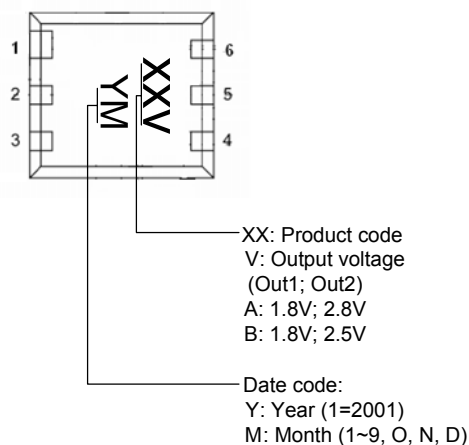 1
2
3
6
5
4
XXV
YM
XX: Product code
V: Output voltage
(Out1; Out2)
A: 1.8V; 2.8V
B: 1.8V; 2.5V
Date code:
Y: Year (1=2001)
M: Month (1~9, O, N, D)